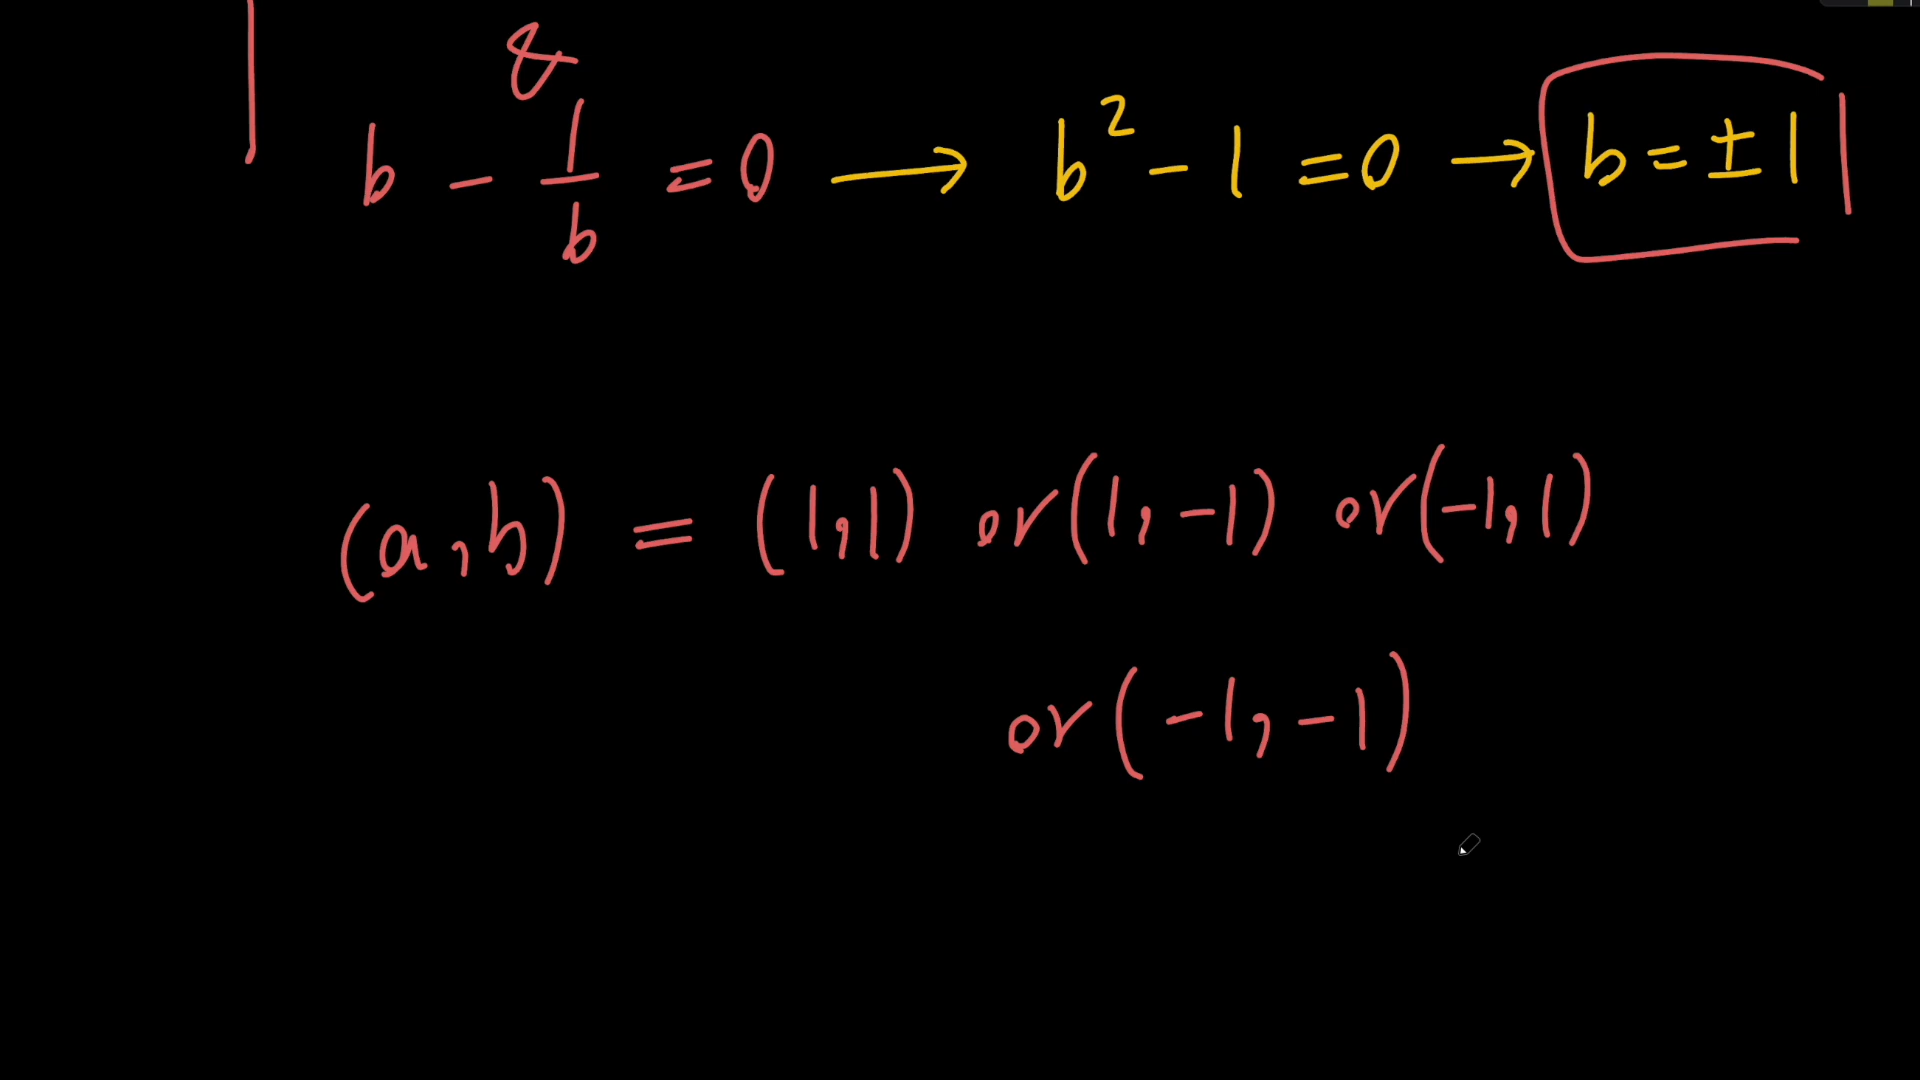 &
b - 1/b = 0 → b² - 1 = 0 → b = ±1
(a,b) = (1,1) or (1,-1) or (-1,1)
or (-1,-1)